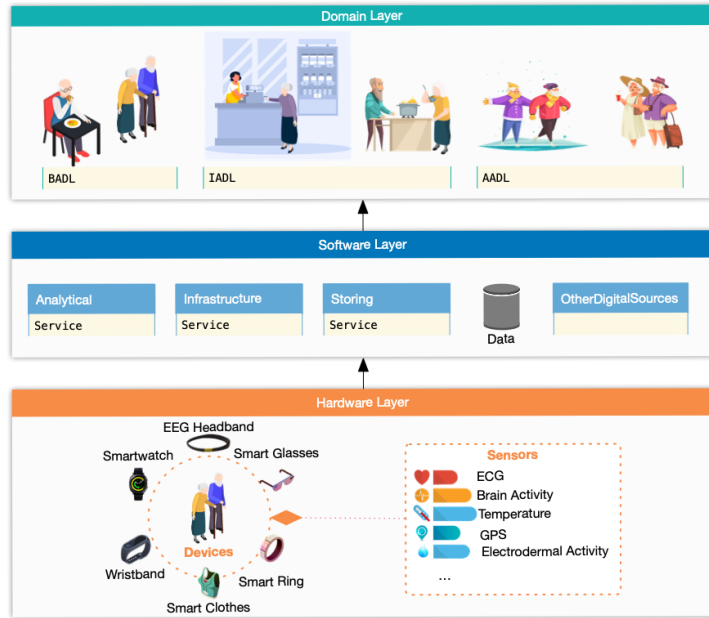 Domain Layer
BADL
IADL
AADL
Software Layer
Analytical
Service
Infrastructure
Service
Storing
Service
Data
OtherDigitalSources
Hardware Layer
EEG Headband
Smartwatch
Smart Glasses
Devices
Wristband
Smart Ring
Smart Clothes
Sensors
ECG
Brain Activity
Temperature
GPS
Electrodermal Activity
...